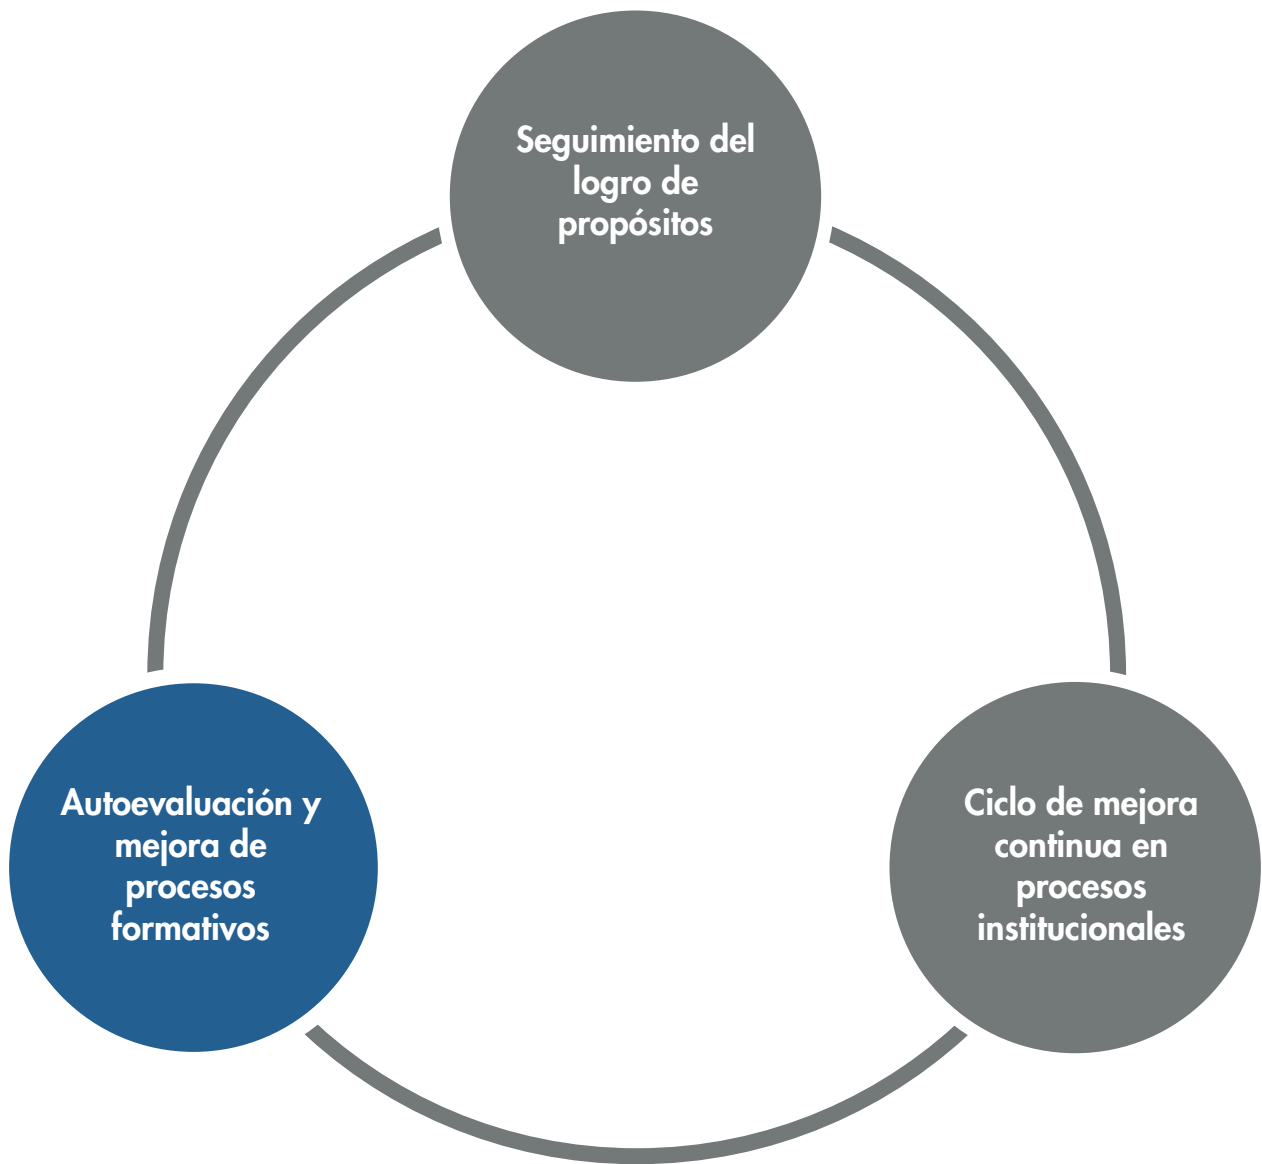 Seguimiento del
logro de
propósitos
Autoevaluación y
mejora de
procesos
formativos
Ciclo de mejora
continua en
procesos
institucionales